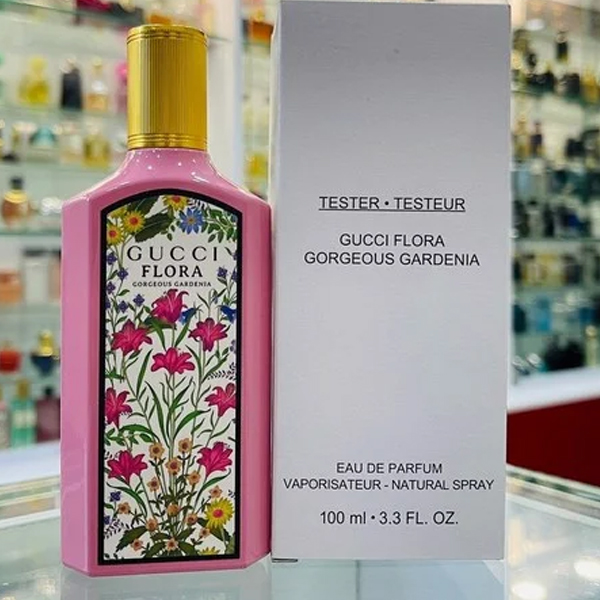 GUCCI
FLORA
GORGEOUS GARDENIA
TESTER • TESTEUR
GUCCI FLORA
GORGEOUS GARDENIA
EAU DE PARFUM
VAPORISATEUR - NATURAL SPRAY
100 ml • 3.3 FL. OZ.